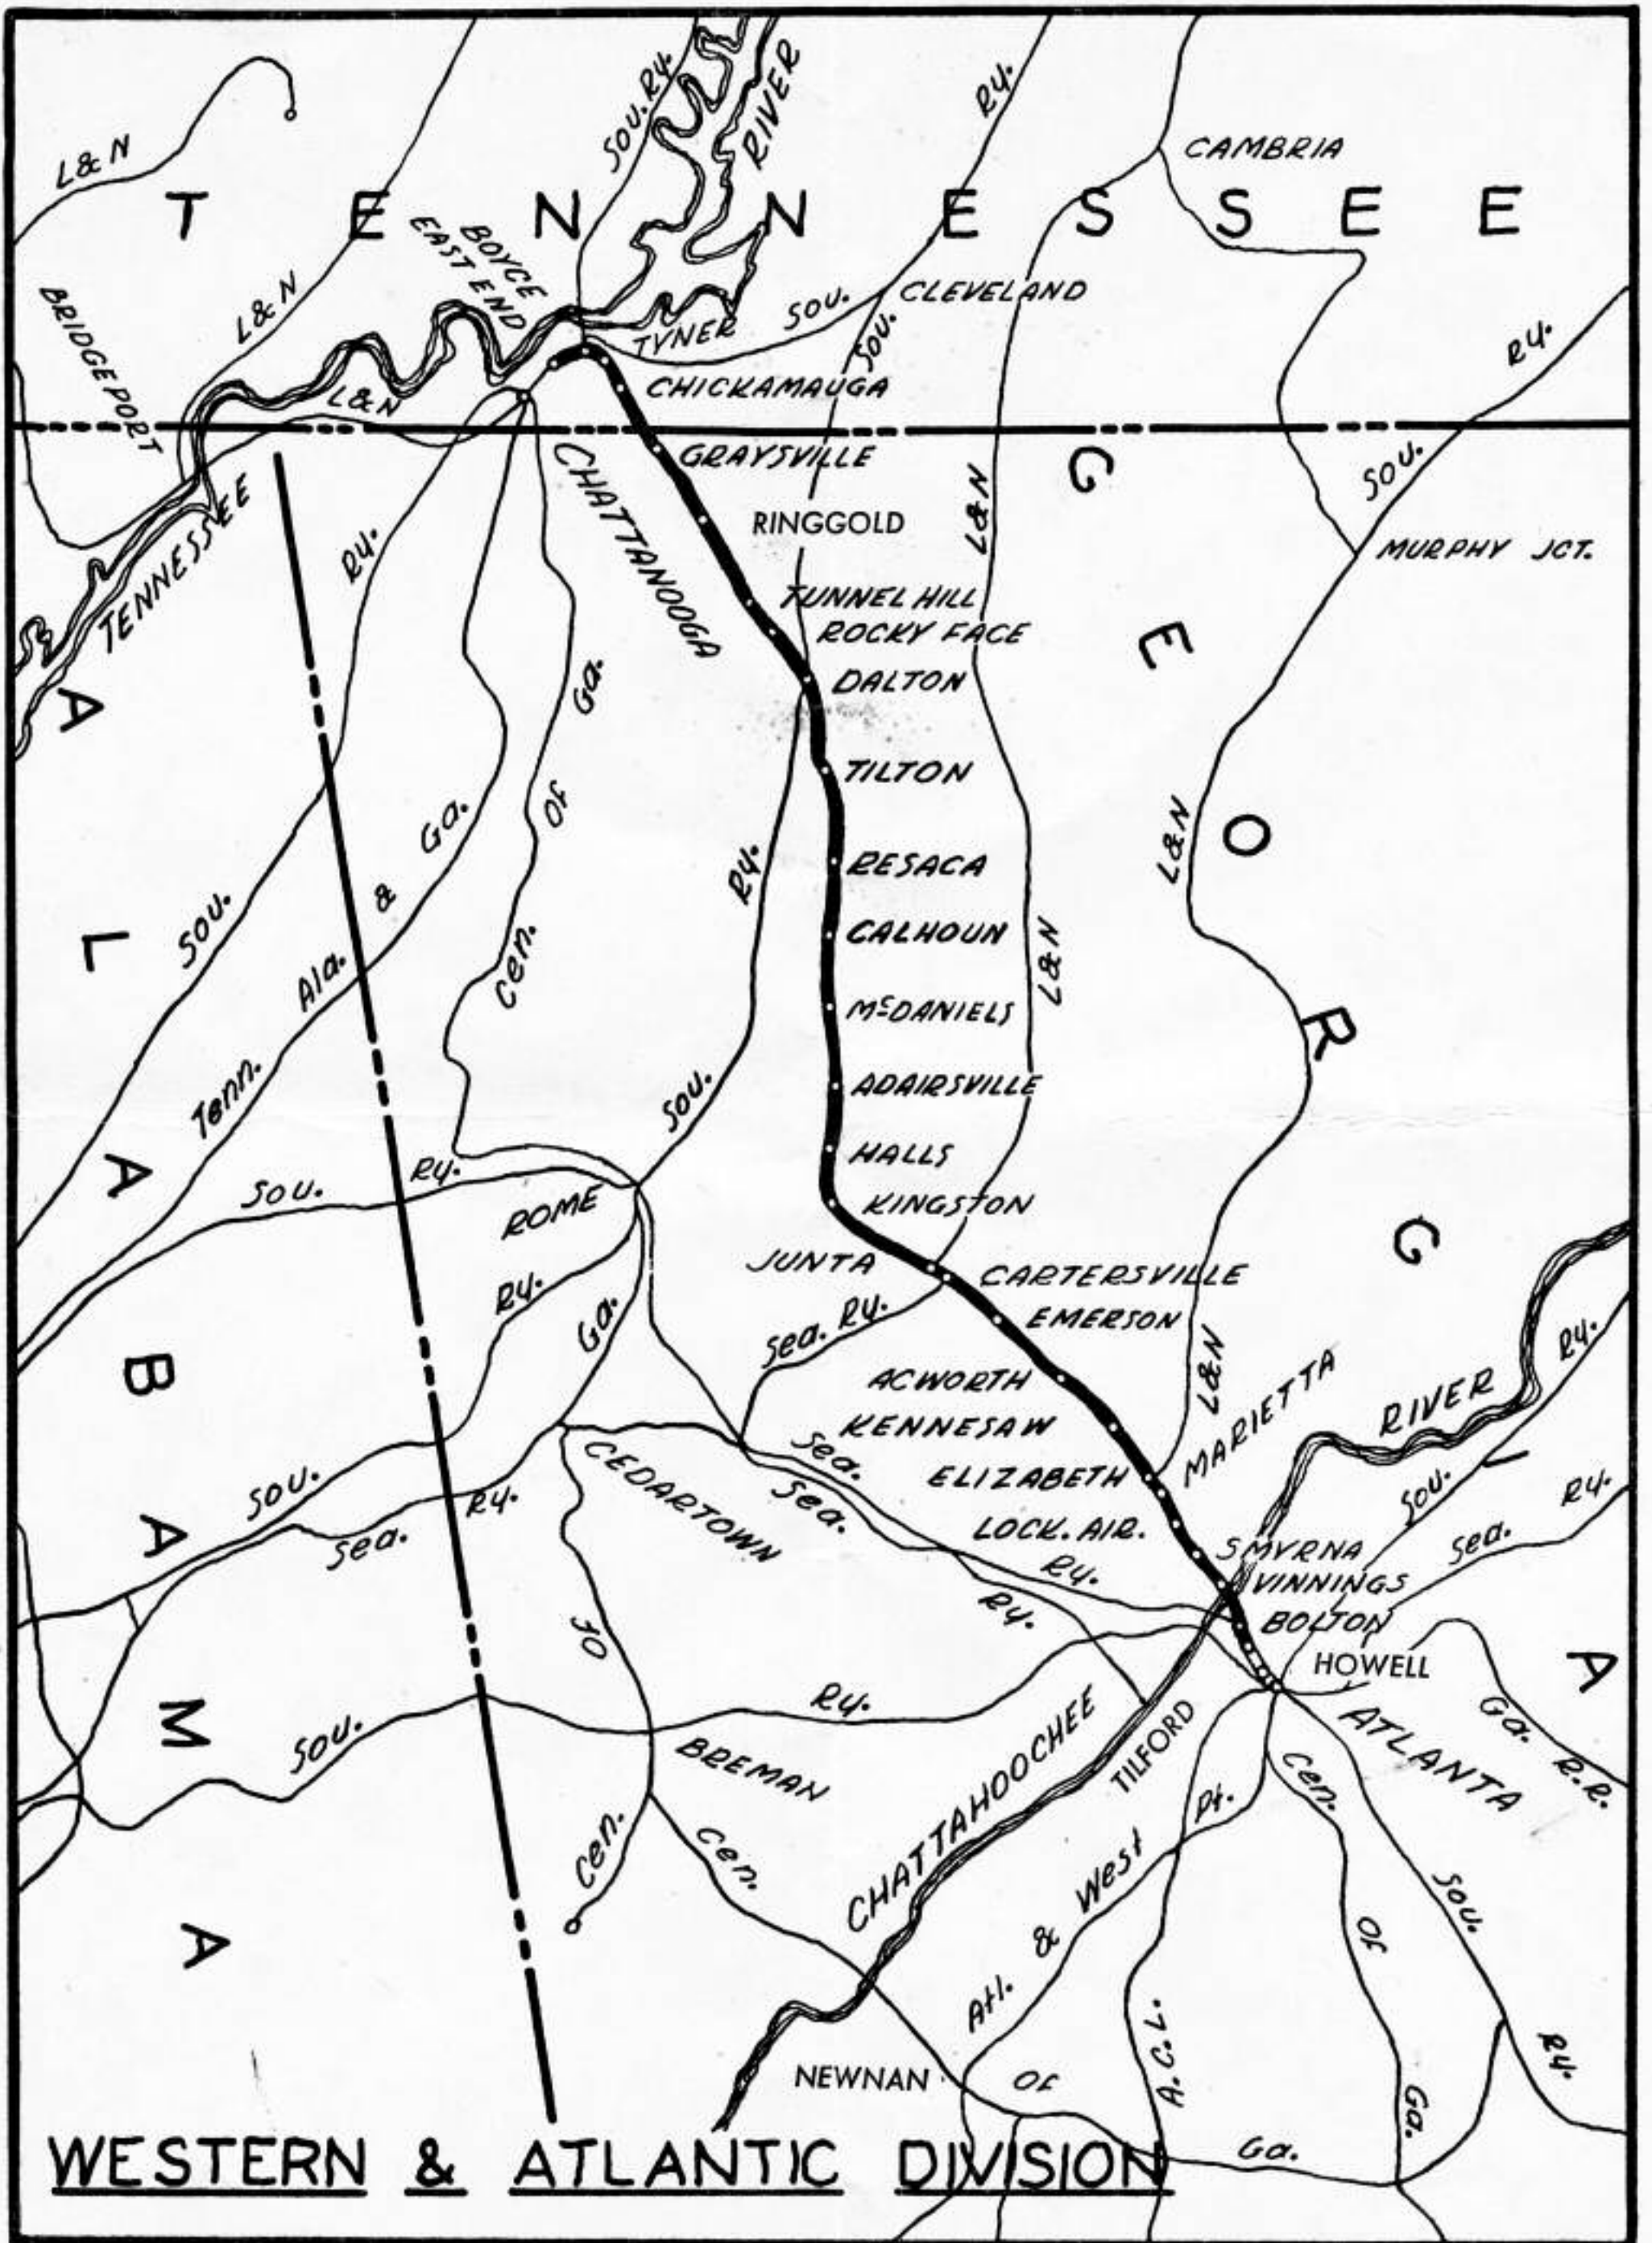 SOU. RY.
RIVER
RY.
L&N
CAMBRIA
TENNESSEE
BOYCE
EAST END
BRIDGEPORT
L&N
SOU.
CLEVELAND
TYNER
SOU.
RY.
CHICKAMAUGA
L&N
GRAYSVILLE
CHATTANOOGA
SOU.
L&N
RINGGOLD
MURPHY JCT.
TENNESSEE
RY.
TUNNEL HILL
ROCKY FACE
Ga.
DALTON
TILTON
Of
Ga.
L&N
RY.
RESACA
&
SOU.
CALHOUN
Cen.
L&N
Ala.
McDANIELS
Tenn.
SOU.
ADAIRSVILLE
HALLS
RY.
SOU.
ROME
KINGSTON
GEORGIA
JUNTA
CARTERSVILLE
RY.
Ga.
Sea. RY.
EMERSON
RY.
L&N
ACWORTH
MARIETTA
RIVER
KENNESAW
Sea.
CEDARTOWN
ELIZABETH
SOU.
SOU.
RY.
Sea.
RY.
LOCK. AIR.
Sea.
Sea.
SMYRNA
RY.
VINNINGS
RY.
BOLTON
OF
HOWELL
RY.
SOU.
Ga. R.R.
ATLANTA
BREMAN
CHATTAHOOCHEE
TILFORD
Pt.
Cen.
Cen.
Cen.
West
&
Atl.
SOU.
OF
A.C.L.
RY.
NEWNAN
OF
Ga.
Ga.
ALABAMA
WESTERN & ATLANTIC DIVISION